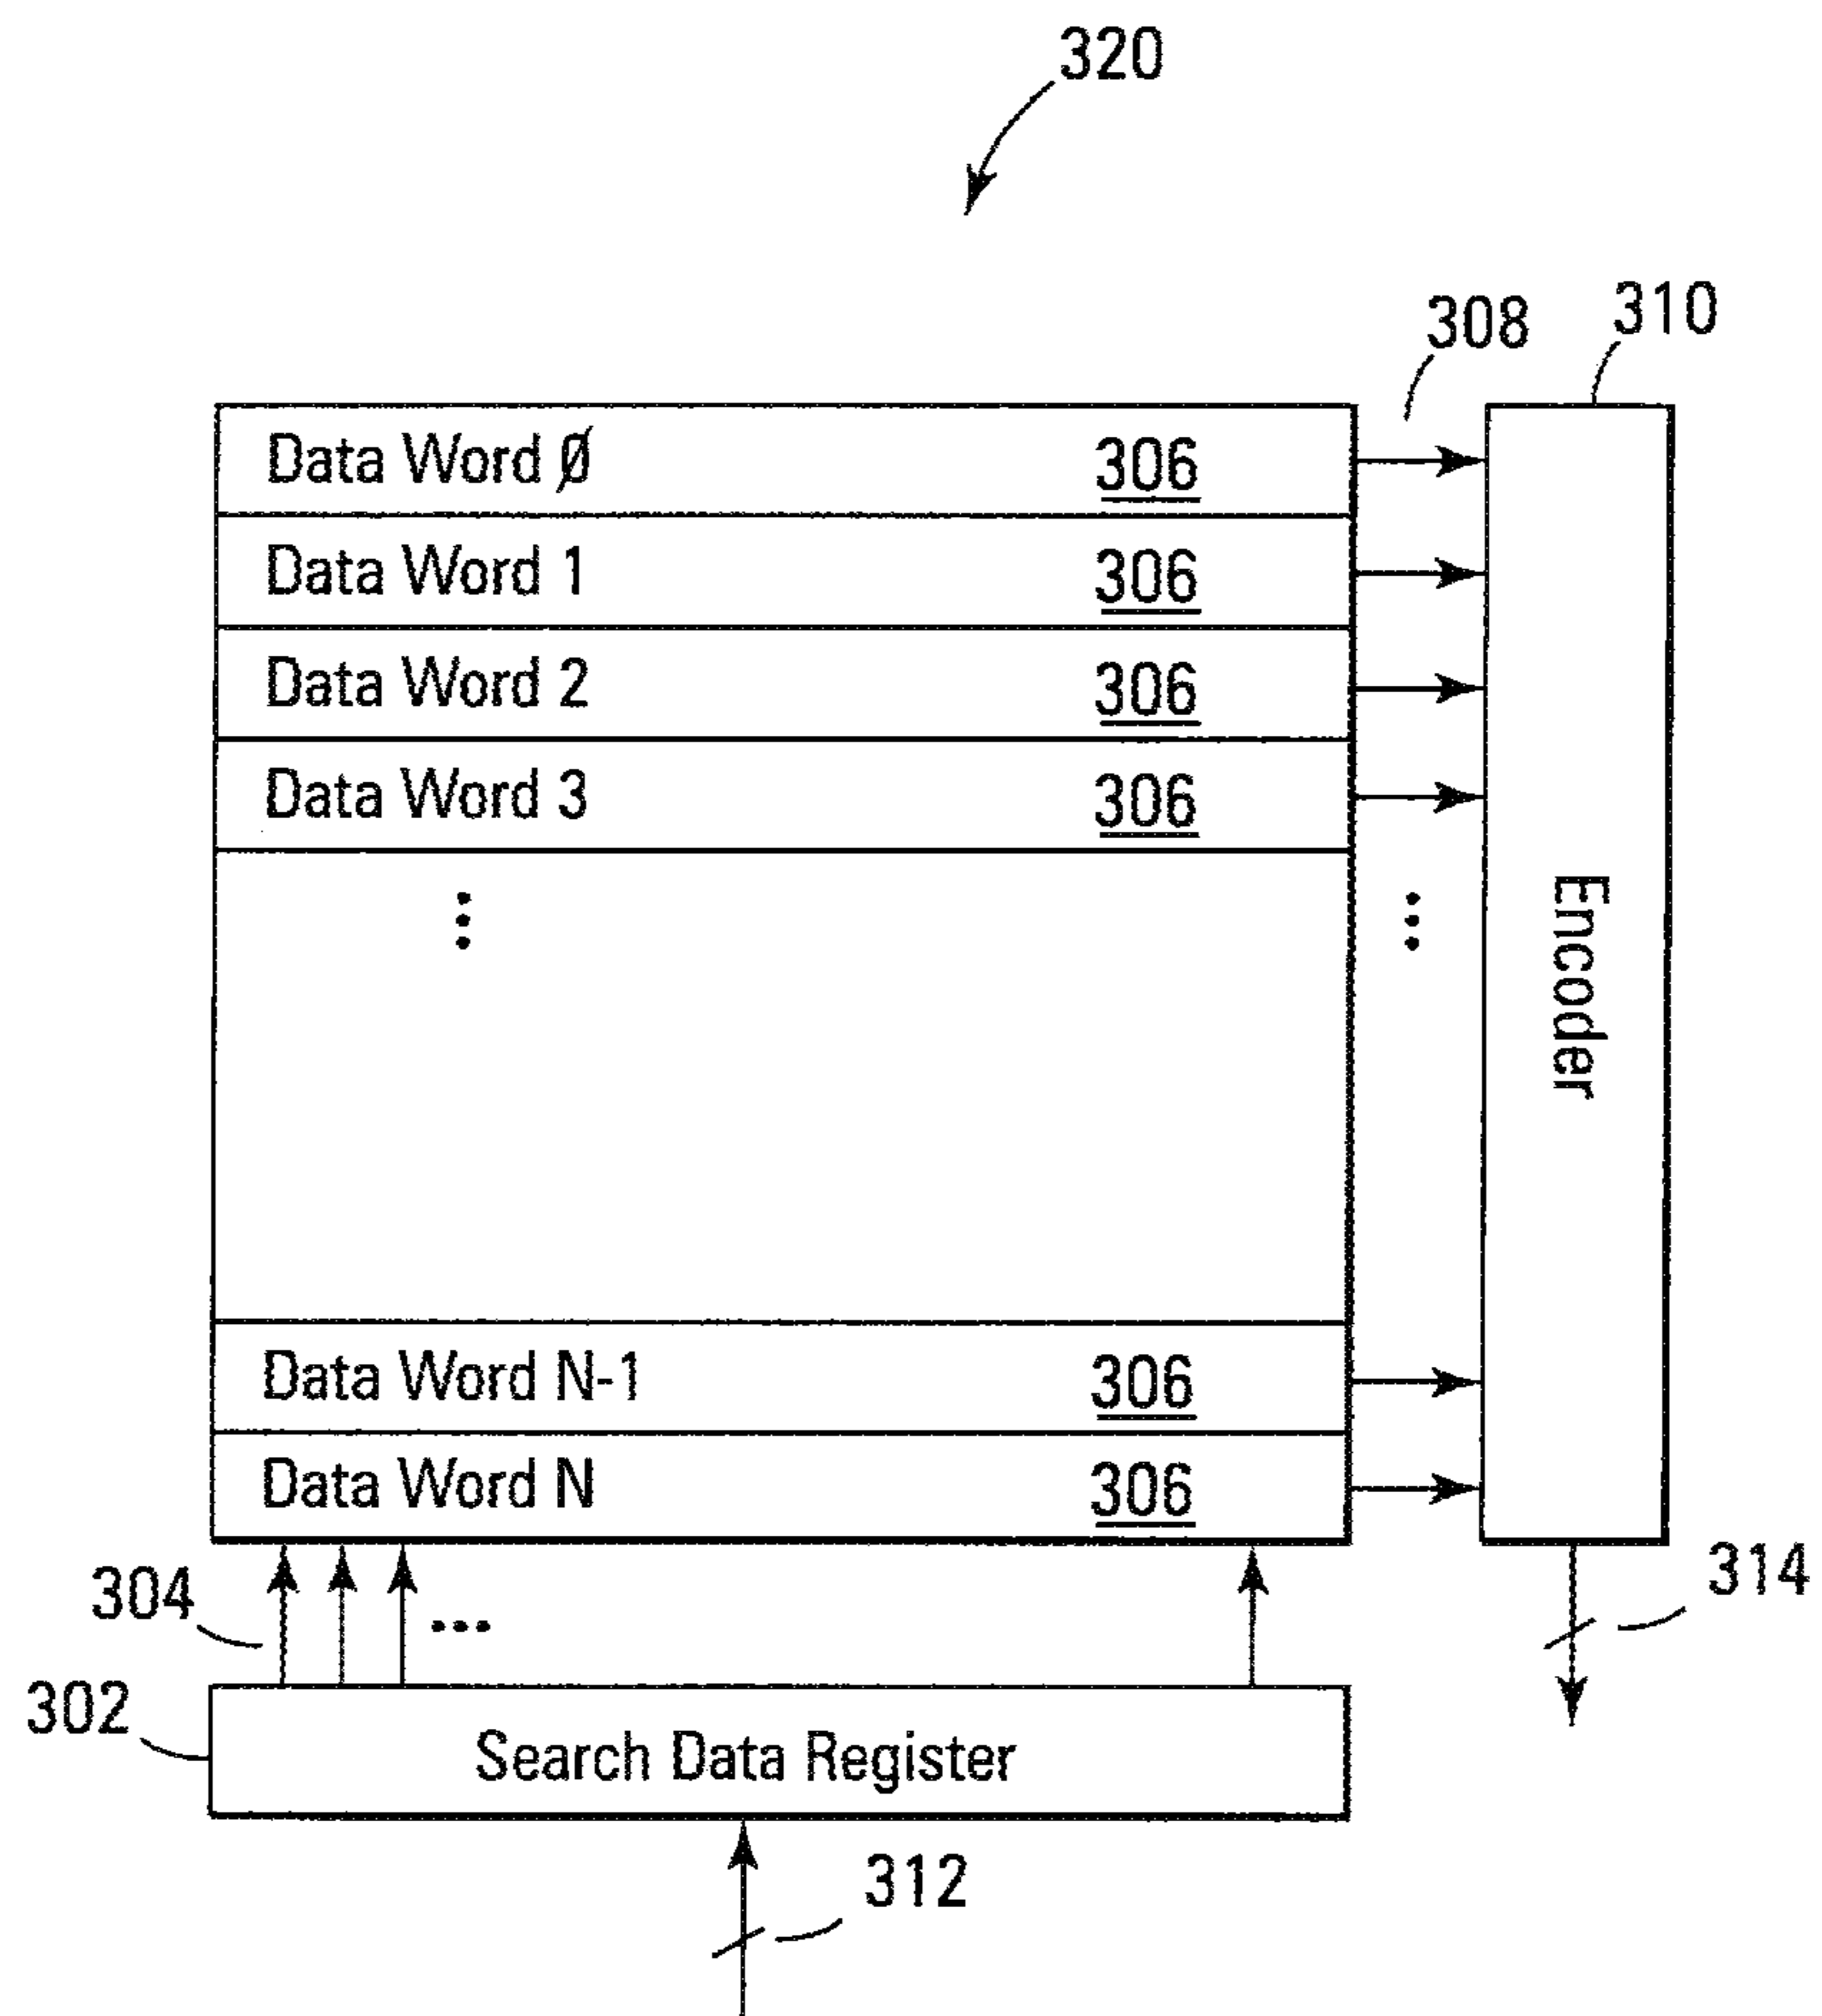 320
308
310
Data Word 0 306
Data Word 1 306
Data Word 2 306
Data Word 3 306
Encoder
Data Word N-1 306
Data Word N 306
304
314
302
Search Data Register
312